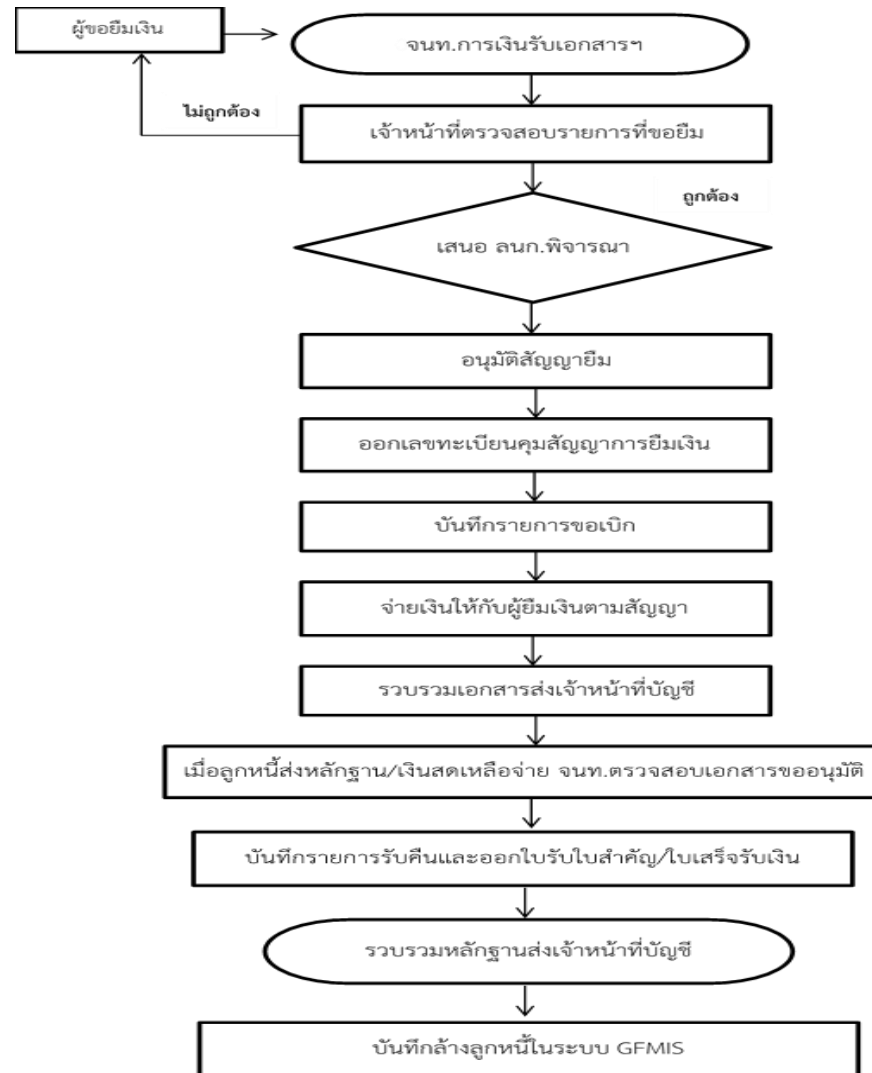 ผู้ขอยืมเงิน
จนท.การเงินรับเอกสารฯ
ไม่ถูกต้อง
เจ้าหน้าที่ตรวจสอบรายการที่ขอยืม
ถูกต้อง
เสนอ ลนก.พิจารณา
อนุมัติสัญญายืม
ออกเลขทะเบียนคุมสัญญาการยืมเงิน
บันทึกรายการขอเบิก
จ่ายเงินให้กับผู้ยืมเงินตามสัญญา
รวบรวมเอกสารส่งเจ้าหน้าที่บัญชี
เมื่อลูกหนี้ส่งหลักฐาน/เงินสดเหลือจ่าย จนท.ตรวจสอบเอกสารขออนุมัติ
บันทึกรายการรับคืนและออกใบรับใบสำคัญ/ใบเสร็จรับเงิน
รวบรวมหลักฐานส่งเจ้าหน้าที่บัญชี
บันทึกล้างลูกหนี้ในระบบ GFMIS